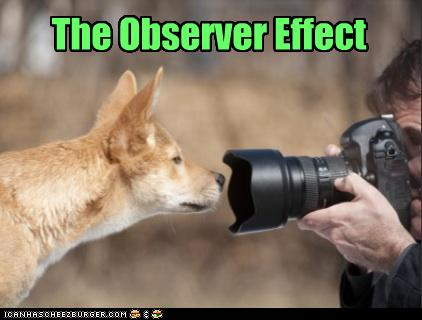 The Observer Effect
ICANHASCHEEZBURGER.COM